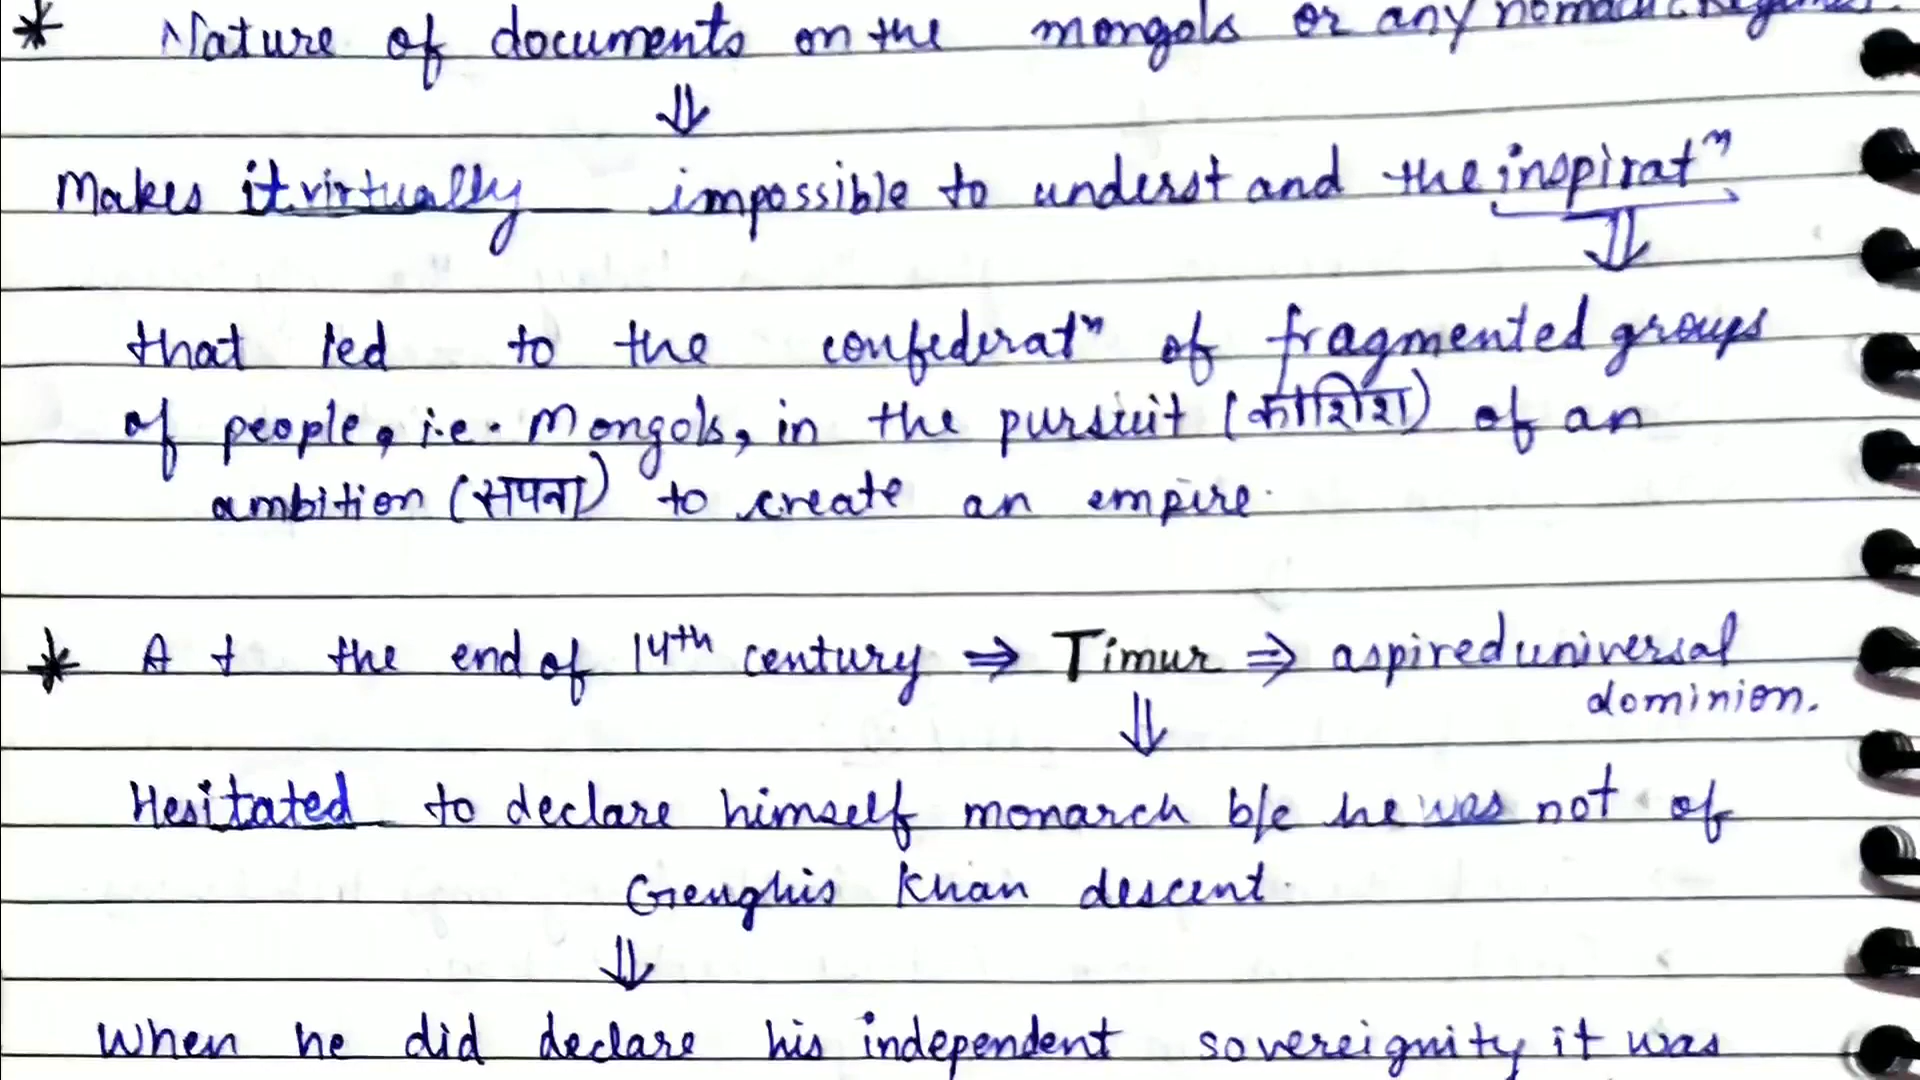 * Nature of documents on the mongols or any nomadic regimes.
⇓
Makes it virtually impossible to understand the inspiratⁿ
⇓
that led to the confederatⁿ of fragmented groups
of people, i.e. Mongols, in the pursuit (कोशिश) of an
ambition (सपना) to create an empire.
* At the end of 14th century ⇒ Timur ⇒ aspired universal
dominion.
⇓
Hesitated to declare himself monarch b/c he was not of
Genghis Khan descent.
⇓
When he did declare his independent sovereignity it was